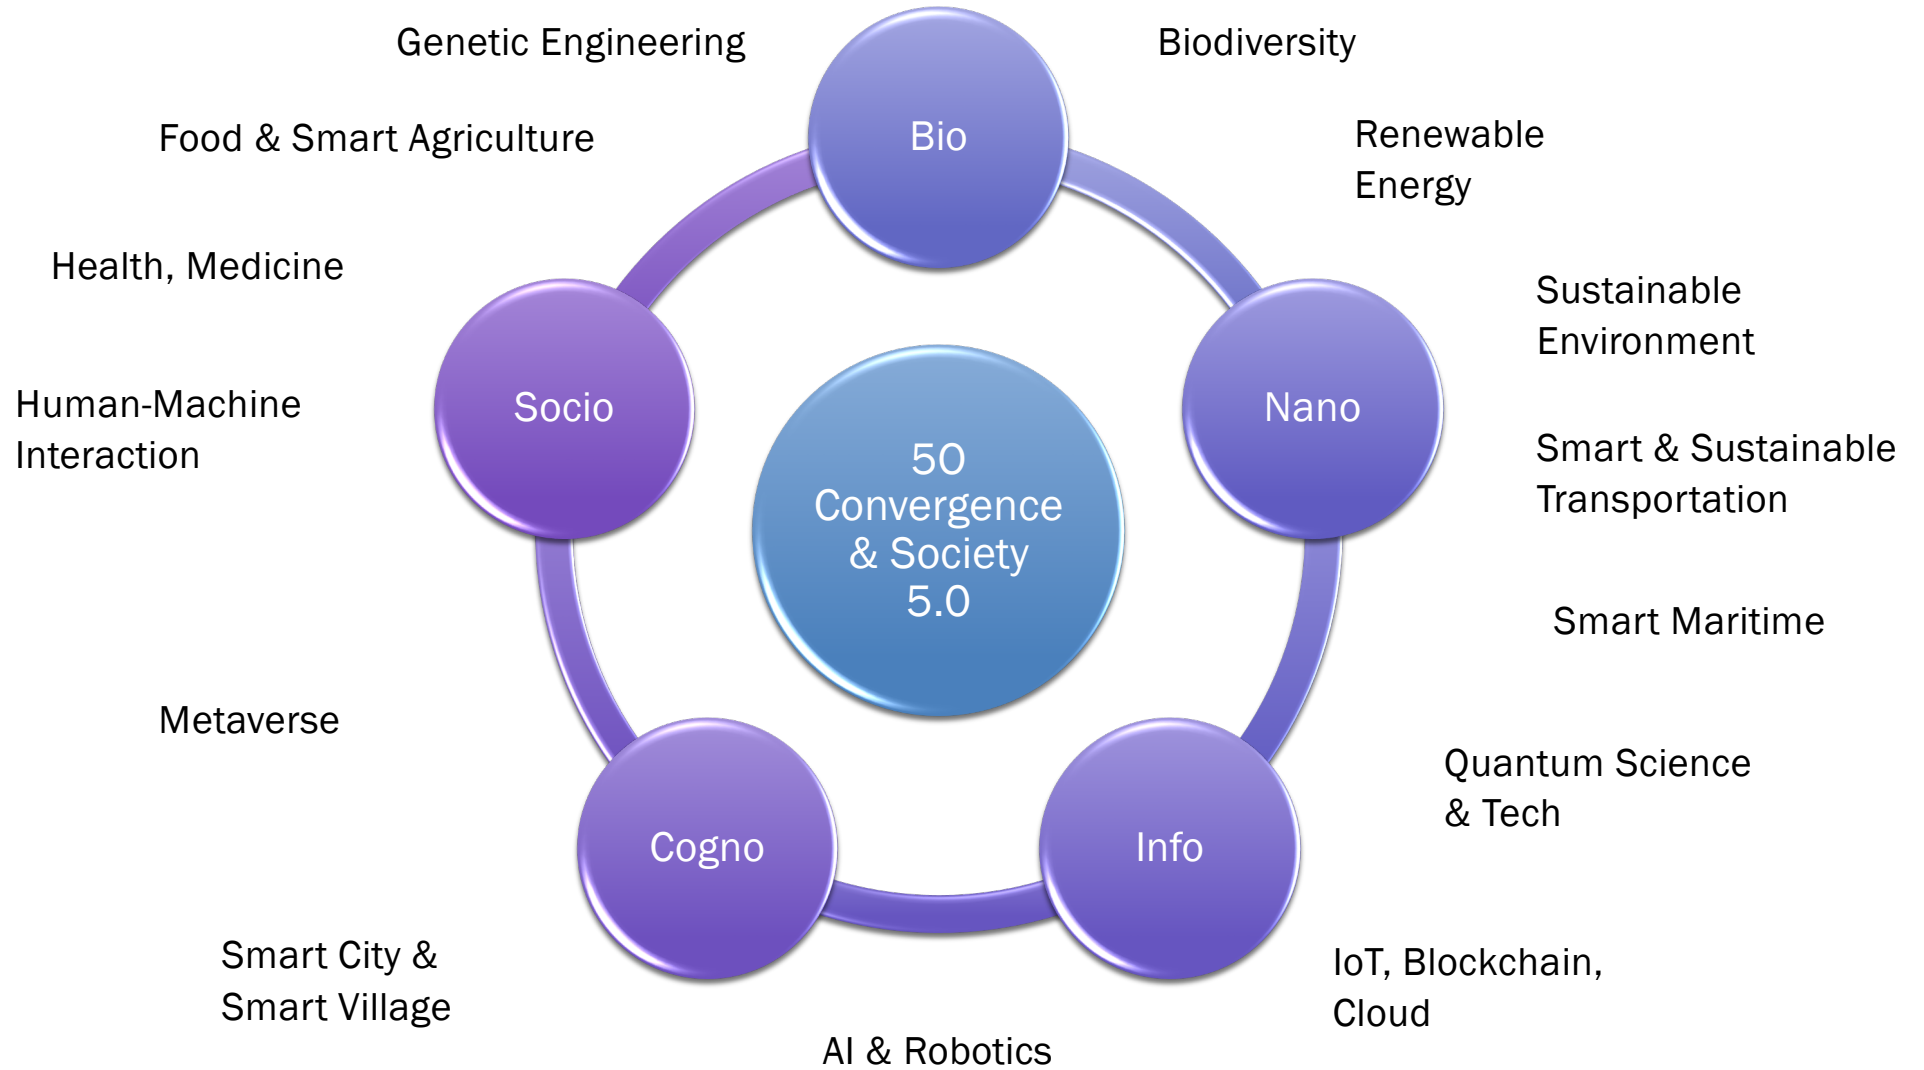 Genetic Engineering
Biodiversity
Bio
Food & Smart Agriculture
Renewable
Energy
Health, Medicine
Sustainable
Environment
Socio
Nano
Human-Machine
Interaction
Smart & Sustainable
Transportation
50
Convergence
& Society
5.0
Smart Maritime
Metaverse
Quantum Science
& Tech
Cogno
Info
Smart City &
Smart Village
IoT, Blockchain,
Cloud
AI & Robotics